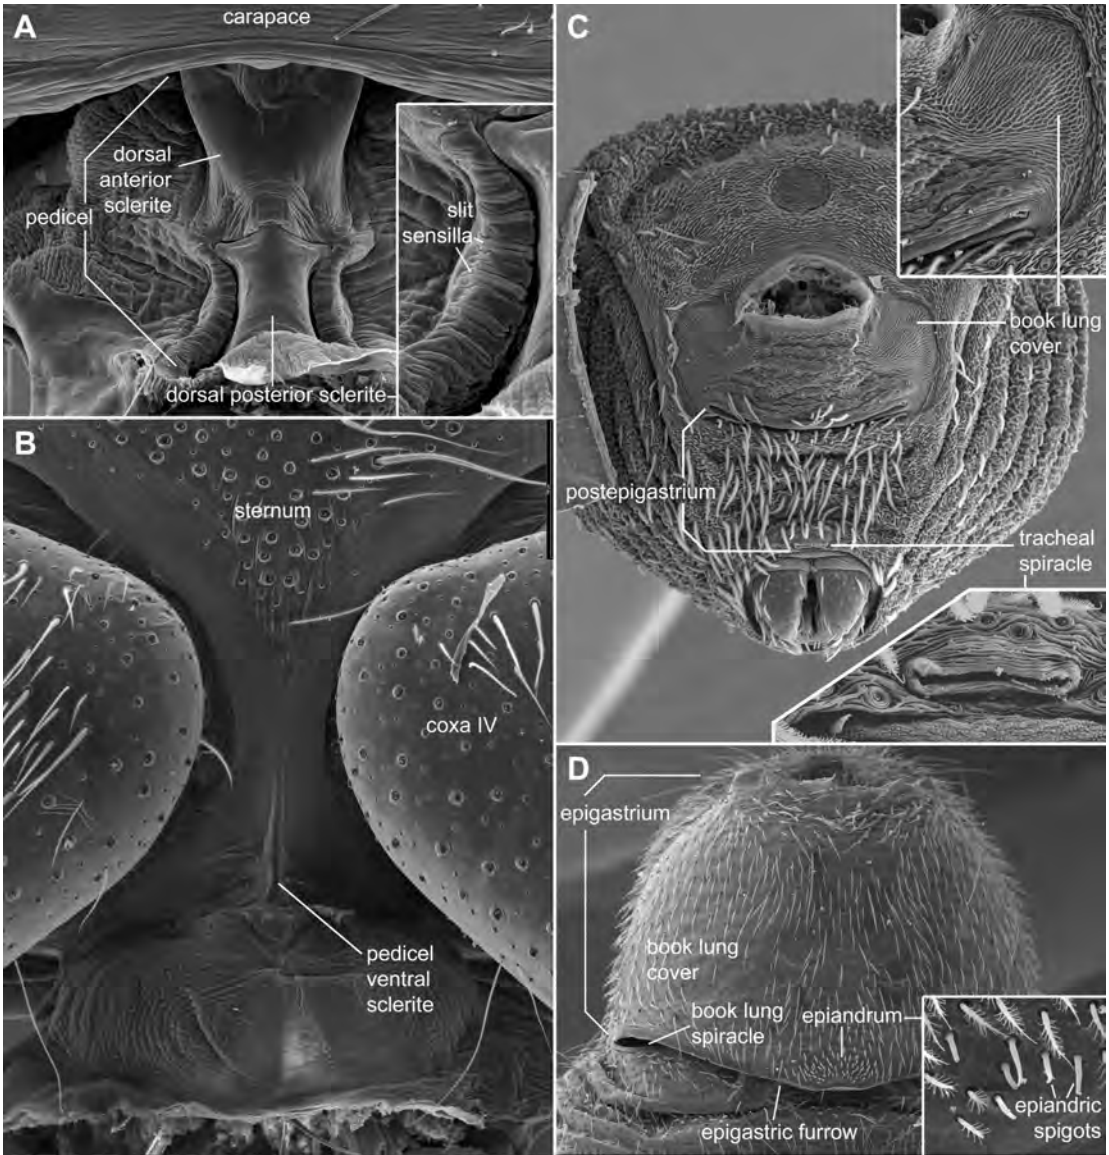 A
carapace
dorsal
anterior
sclerite
pedicel
slit
sensilla
dorsal posterior sclerite
B
sternum
coxa IV
pedicel
ventral
sclerite
C
book lung
cover
postepigastrium
tracheal
spiracle
D
epigastrium
book lung
cover
book lung
spiracle
epiandrum
epigastric furrow
epiandric
spigots